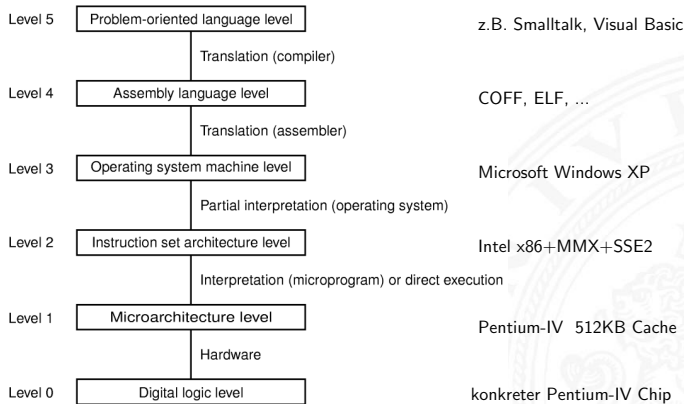 Level 5 Problem-oriented language level z.B. Smalltalk, Visual Basic
Translation (compiler)
Level 4 Assembly language level COFF, ELF, ...
Translation (assembler)
Level 3 Operating system machine level Microsoft Windows XP
Partial interpretation (operating system)
Level 2 Instruction set architecture level Intel x86+MMX+SSE2
Interpretation (microprogram) or direct execution
Level 1 Microarchitecture level Pentium-IV 512KB Cache
Hardware
Level 0 Digital logic level konkreter Pentium-IV Chip